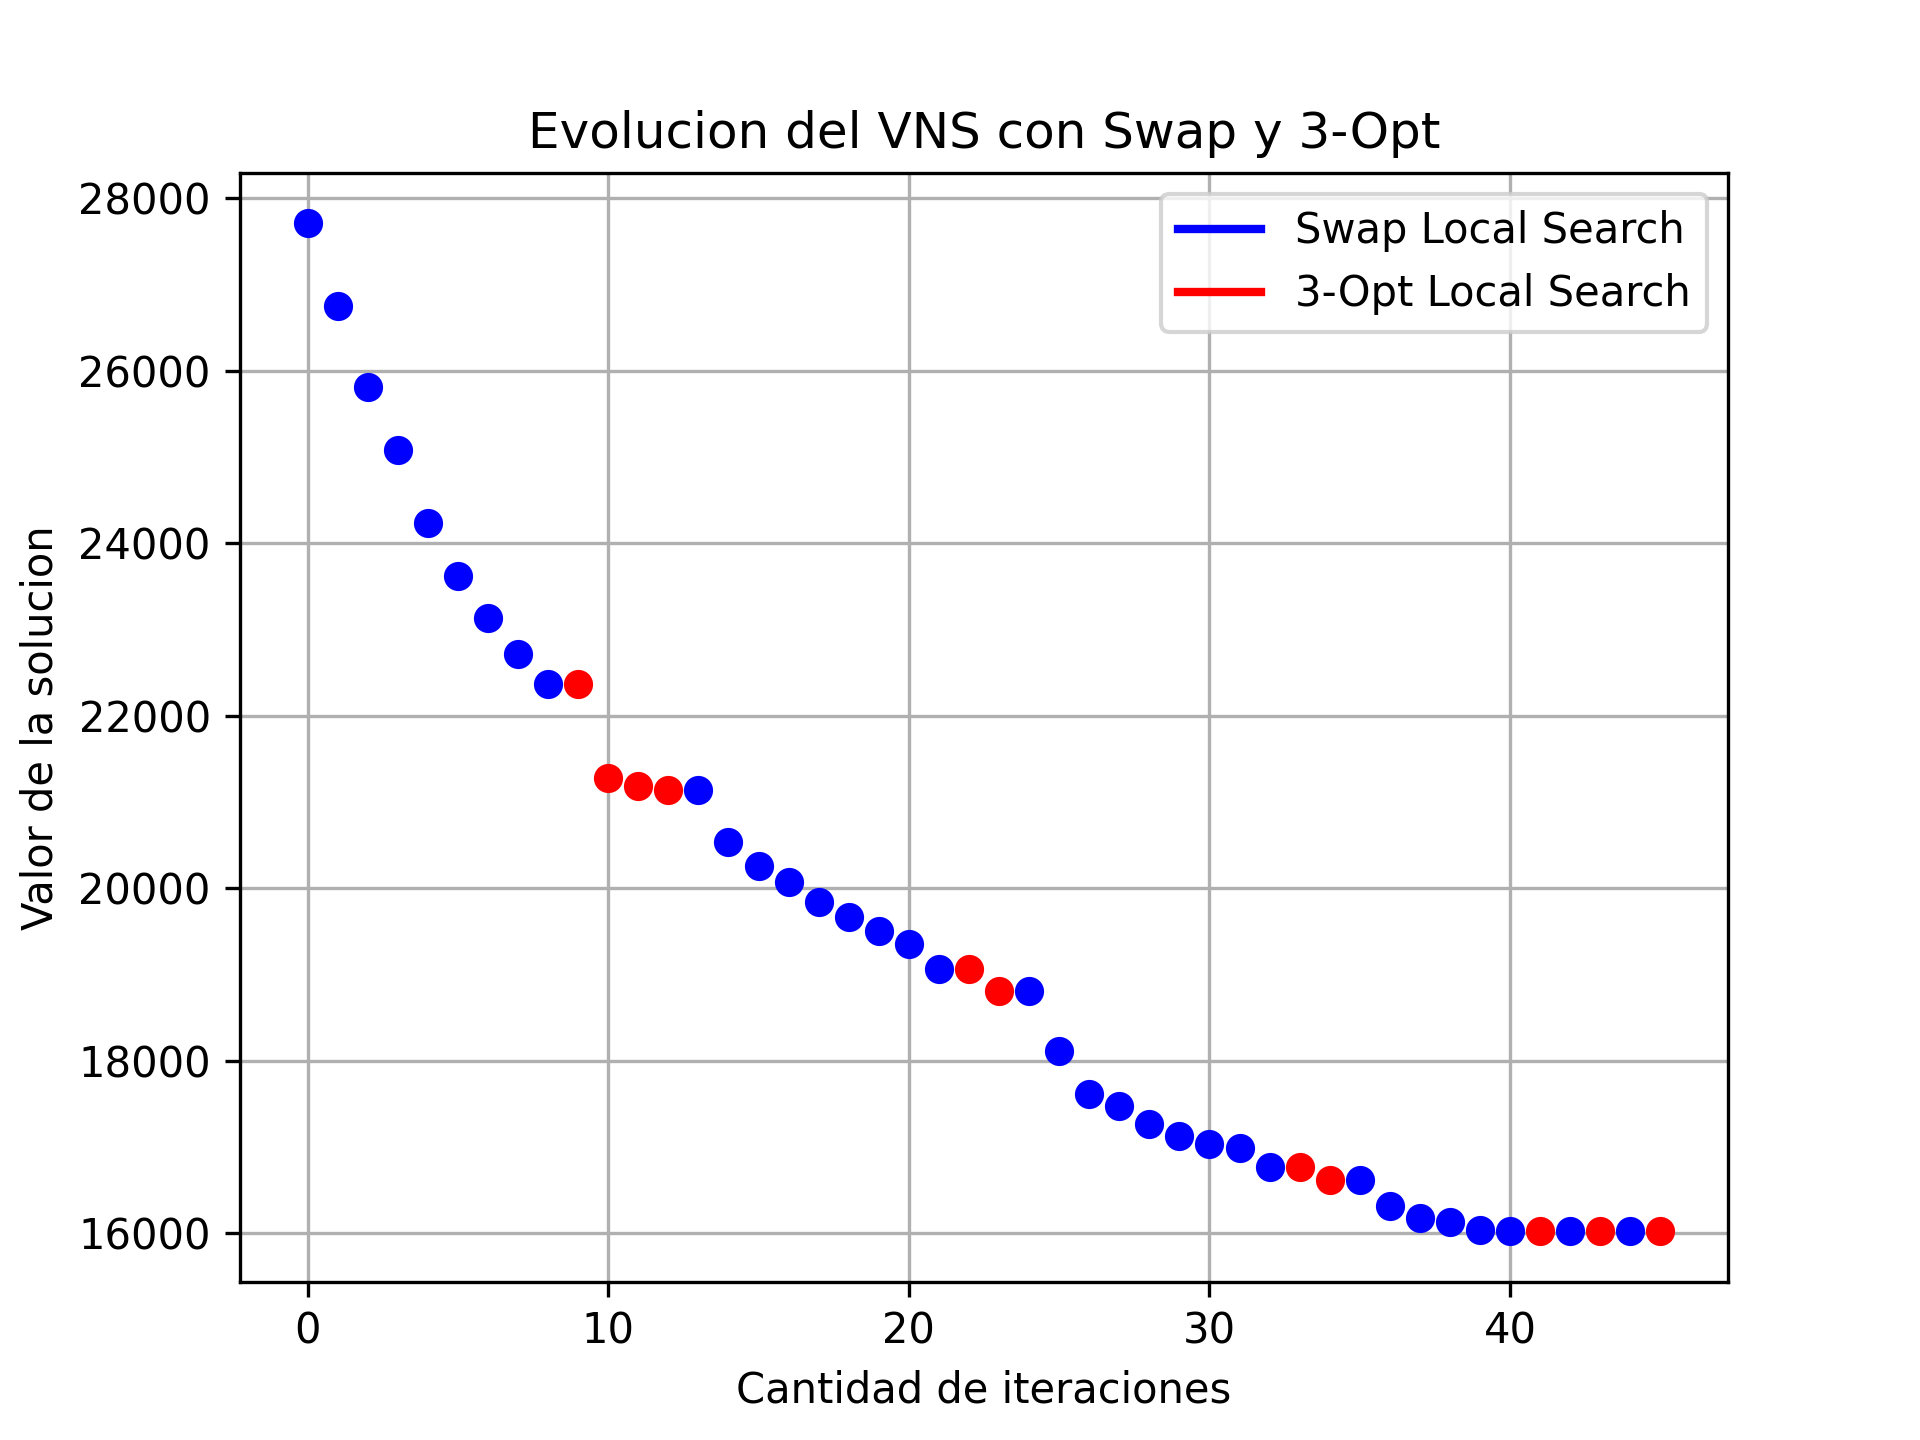 Evolucion del VNS con Swap y 3-Opt
Swap Local Search
3-Opt Local Search
Valor de la solucion
28000
26000
24000
22000
20000
18000
16000
0 10 20 30 40
Cantidad de iteraciones